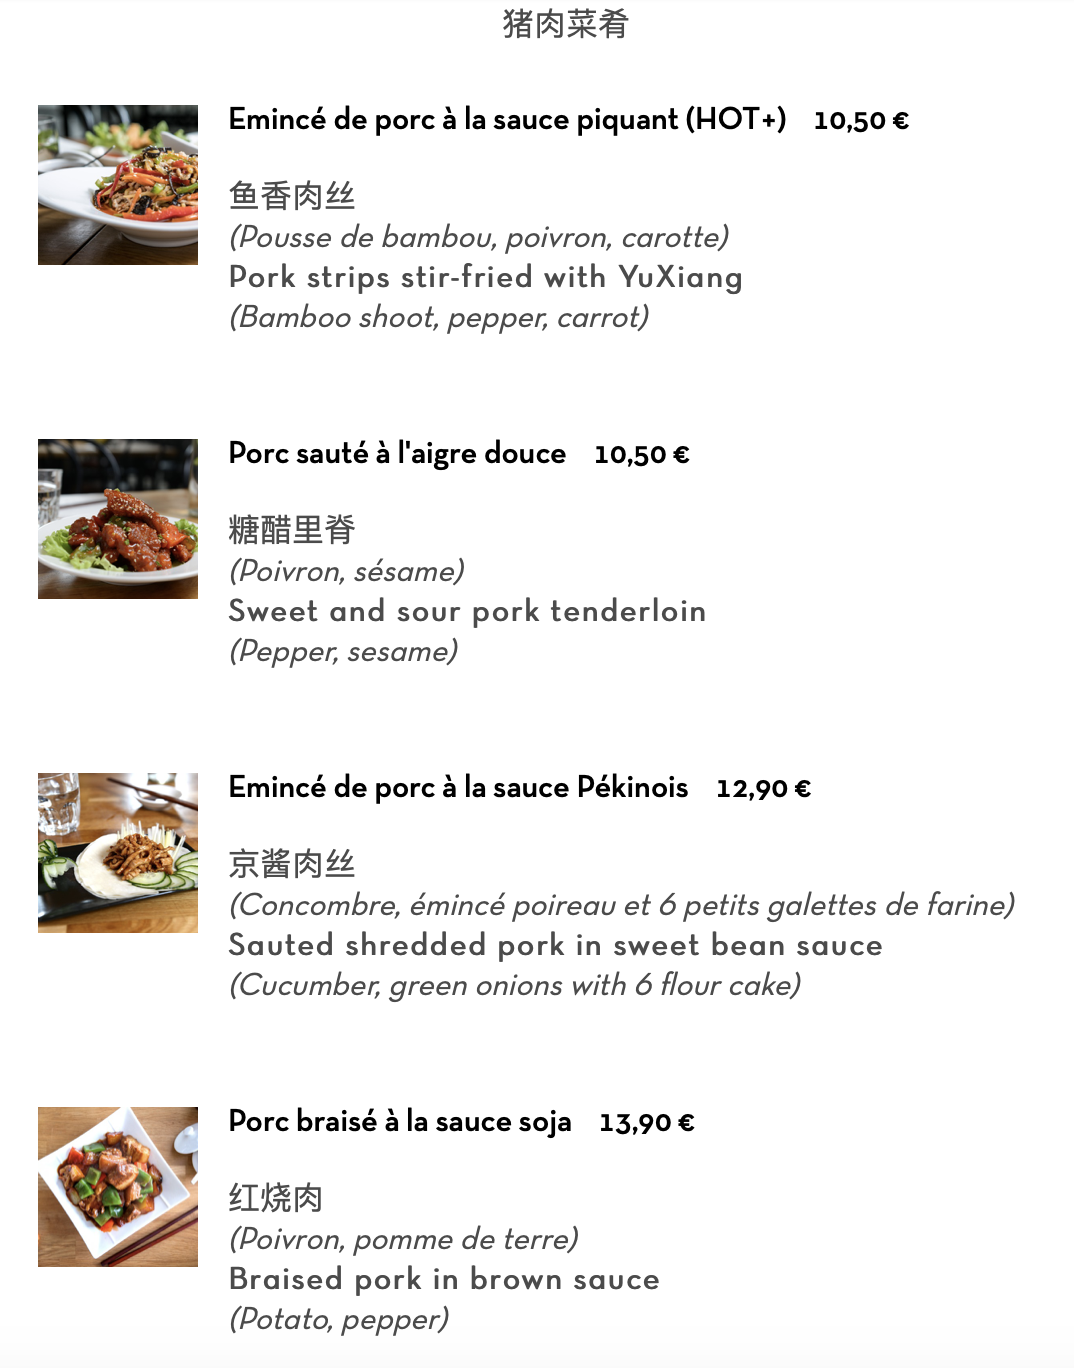 猪肉菜肴
Emincé de porc à la sauce piquant (HOT+) 10,50 €
鱼香肉丝
(Pousse de bambou, poivron, carotte)
Pork strips stir-fried with YuXiang
(Bamboo shoot, pepper, carrot)
Porc sauté à l'aigre douce 10,50 €
糖醋里脊
(Poivron, sésame)
Sweet and sour pork tenderloin
(Pepper, sesame)
Emincé de porc à la sauce Pékinois 12,90 €
京酱肉丝
(Concombre, émincé poireau et 6 petits galettes de farine)
Sauted shredded pork in sweet bean sauce
(Cucumber, green onions with 6 flour cake)
Porc braisé à la sauce soja 13,90 €
红烧肉
(Poivron, pomme de terre)
Braised pork in brown sauce
(Potato, pepper)